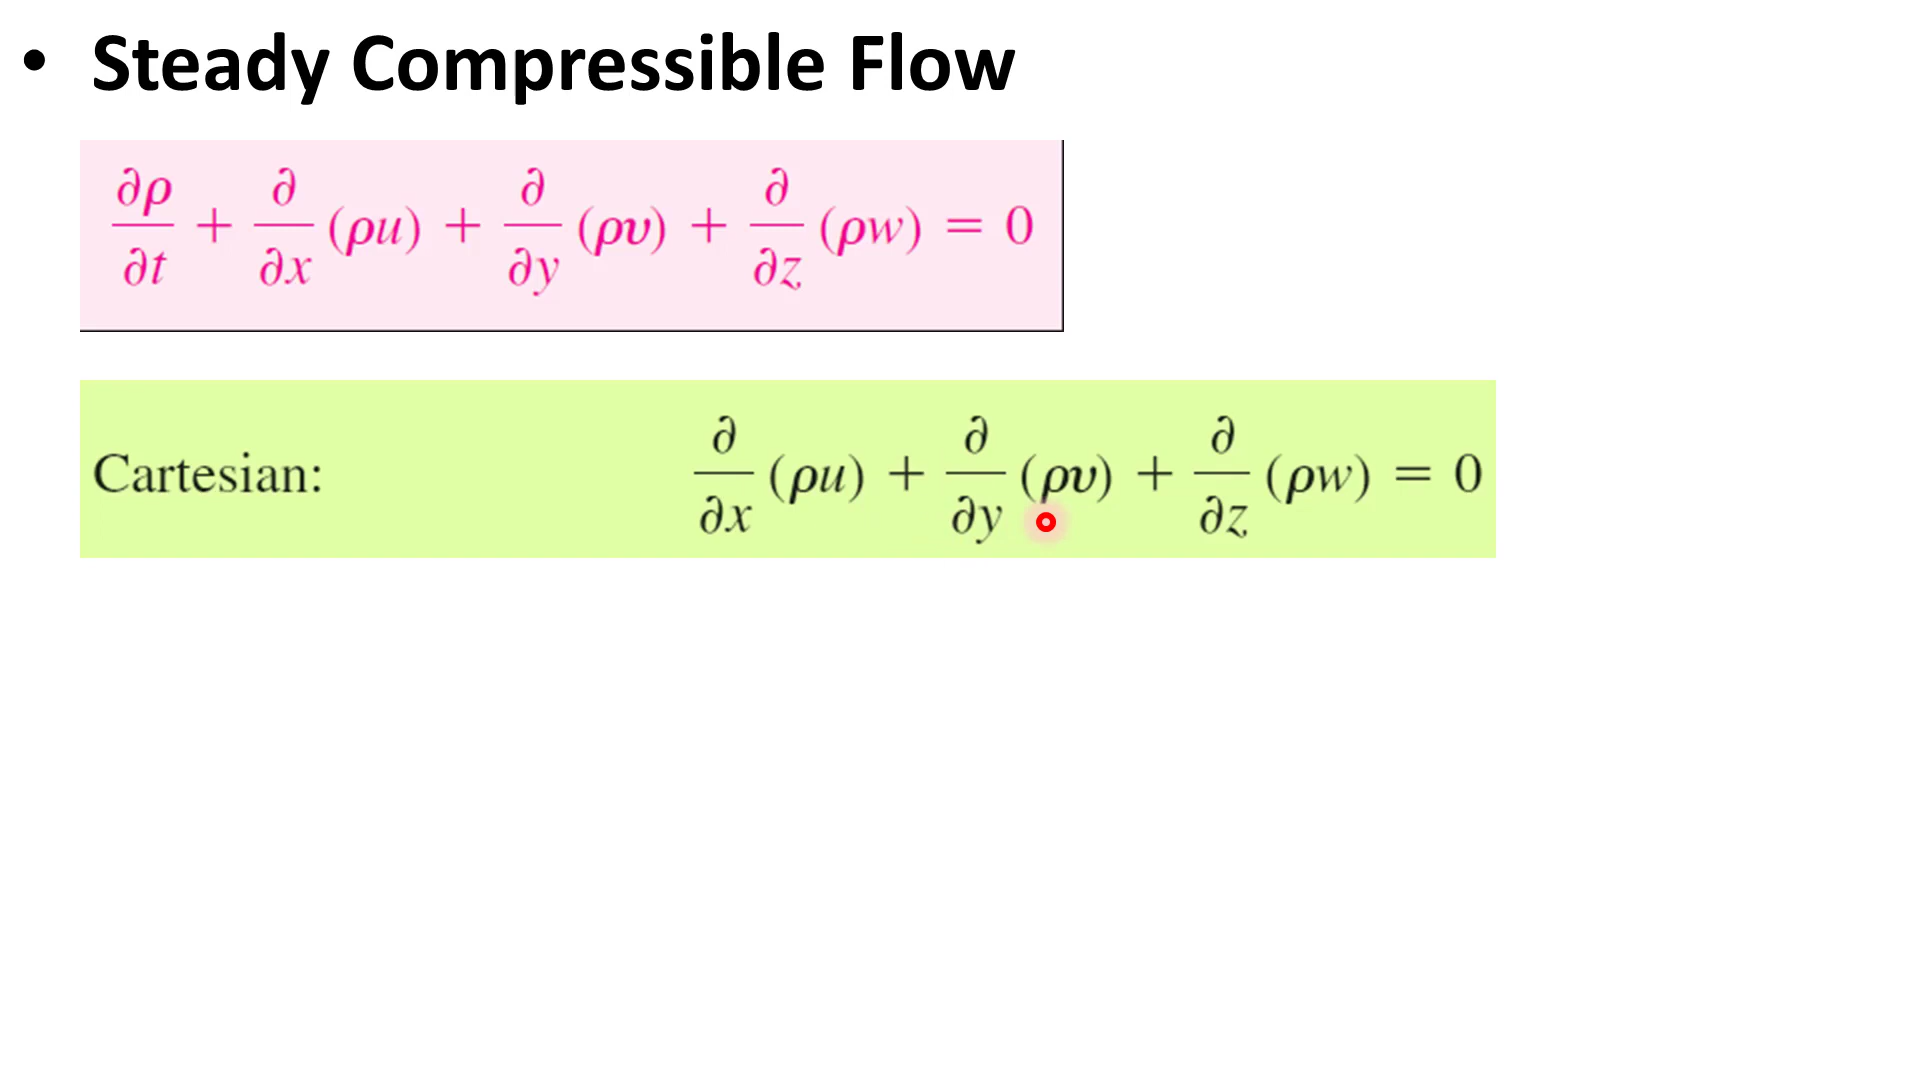 • Steady Compressible Flow
∂ρ/∂t + ∂/∂x (ρu) + ∂/∂y (ρv) + ∂/∂z (ρw) = 0
Cartesian: ∂/∂x (ρu) + ∂/∂y (ρv) + ∂/∂z (ρw) = 0